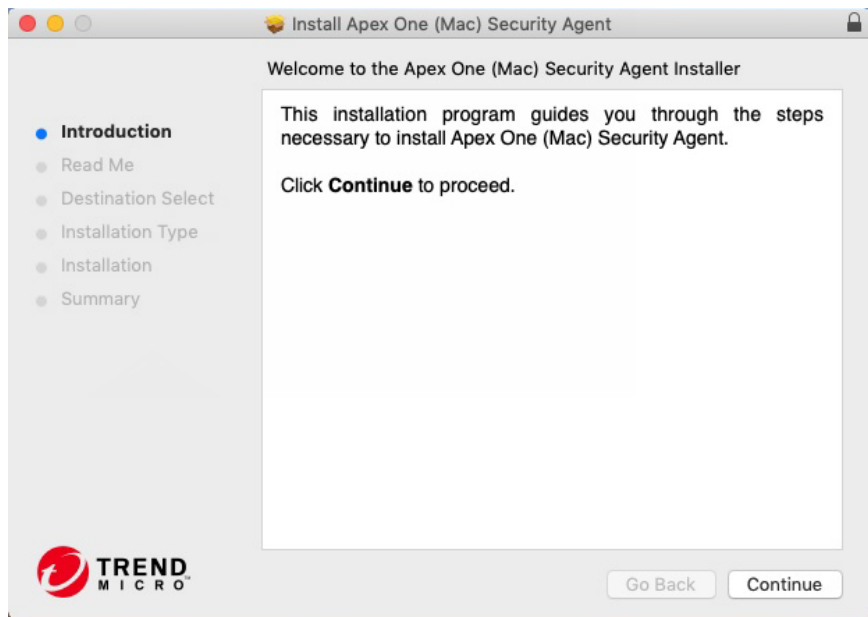 Install Apex One (Mac) Security Agent
Welcome to the Apex One (Mac) Security Agent Installer
Introduction
Read Me
Destination Select
Installation Type
Installation
Summary
This installation program guides you through the steps
necessary to install Apex One (Mac) Security Agent.
Click Continue to proceed.
TREND
MICRO™
Go Back
Continue